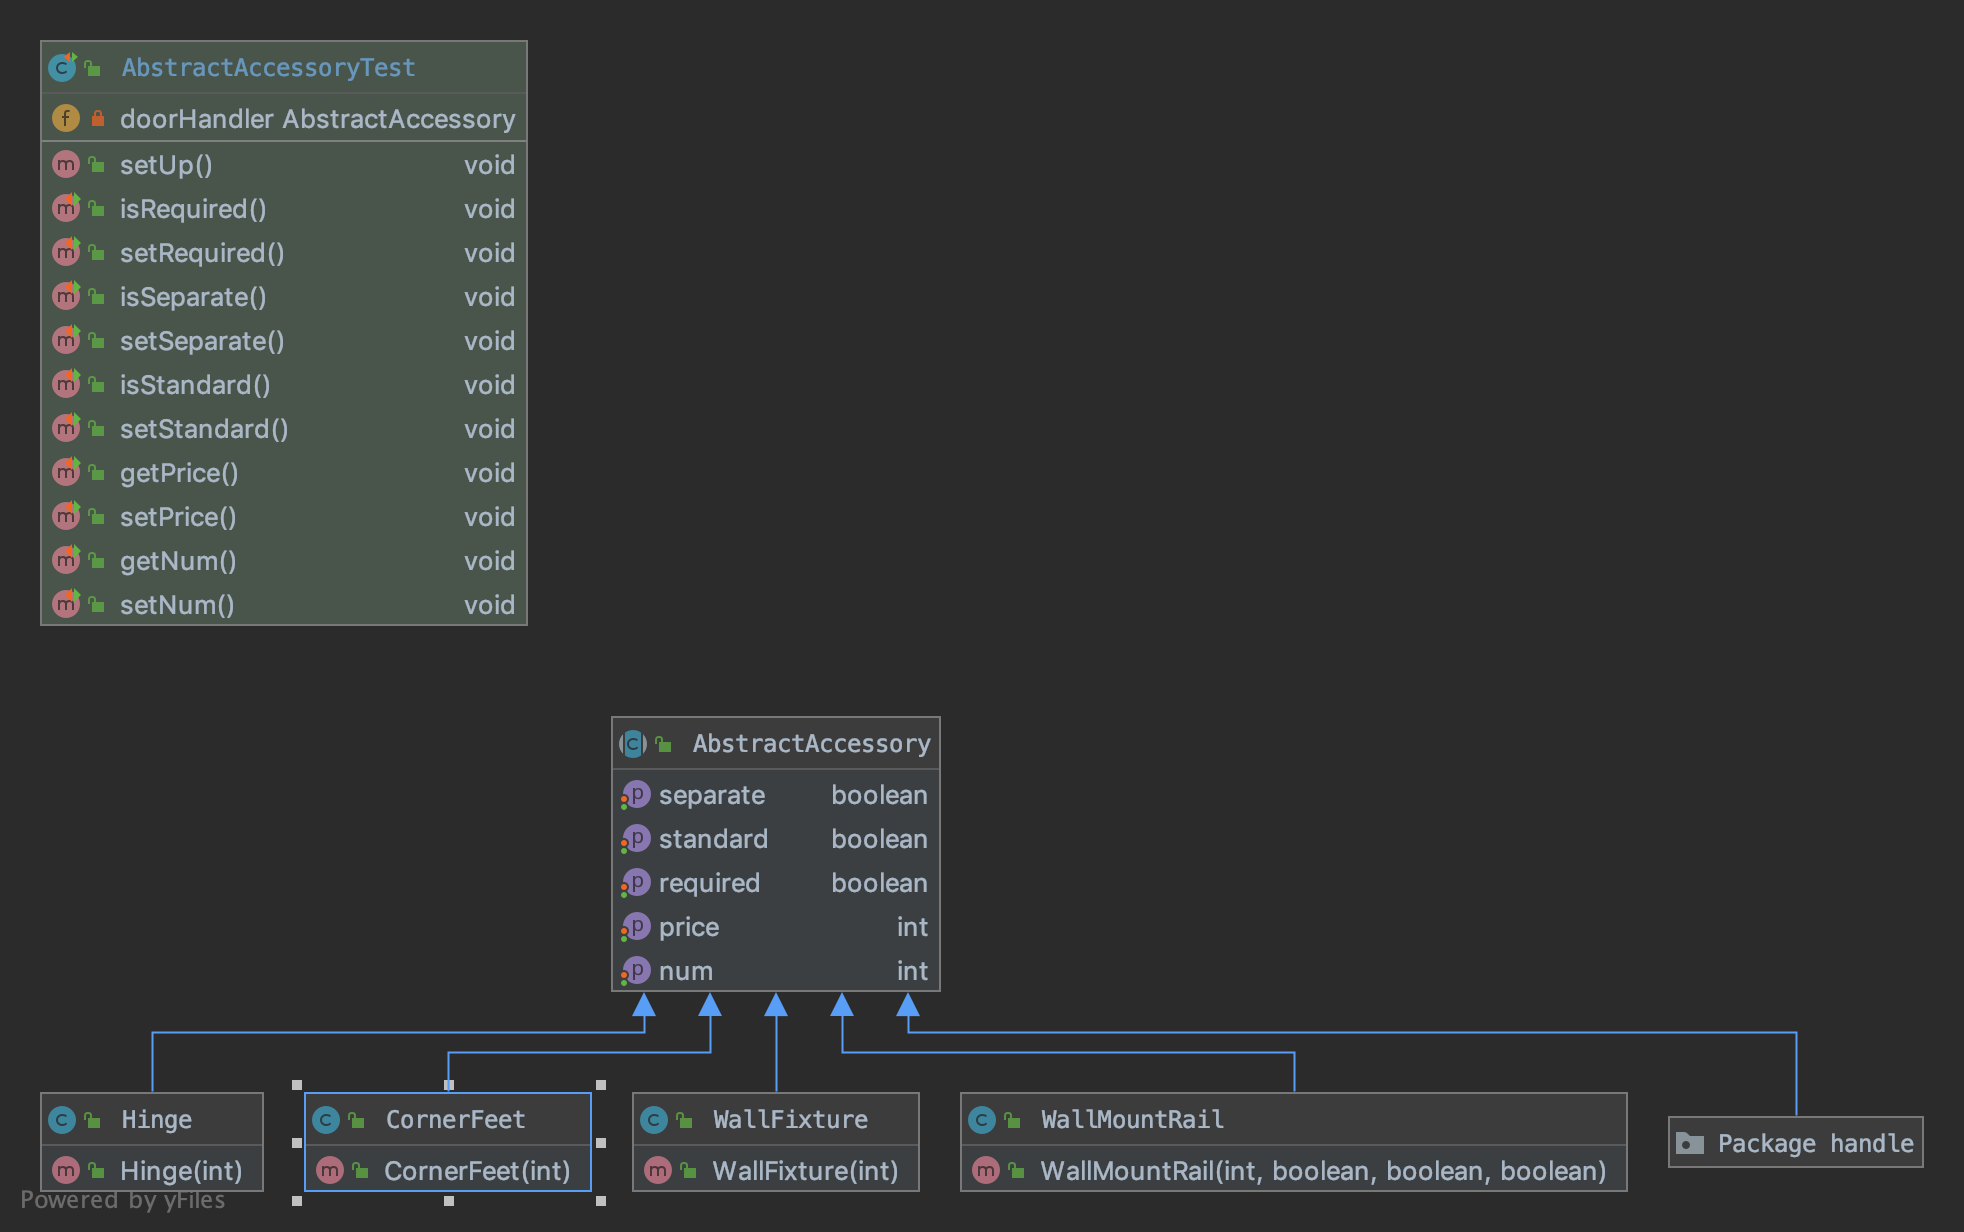 AbstractAccessoryTest
f doorHandler AbstractAccessory
m setUp() void
m isRequired() void
m setRequired() void
m isSeparate() void
m setSeparate() void
m isStandard() void
m setStandard() void
m getPrice() void
m setPrice() void
m getNum() void
m setNum() void
C AbstractAccessory
p separate boolean
p standard boolean
p required boolean
p price int
p num int
C Hinge
m Hinge(int)
C CornerFeet
m CornerFeet(int)
C WallFixture
m WallFixture(int)
C WallMountRail
m WallMountRail(int, boolean, boolean, boolean)
Package handle
Powered by yFiles